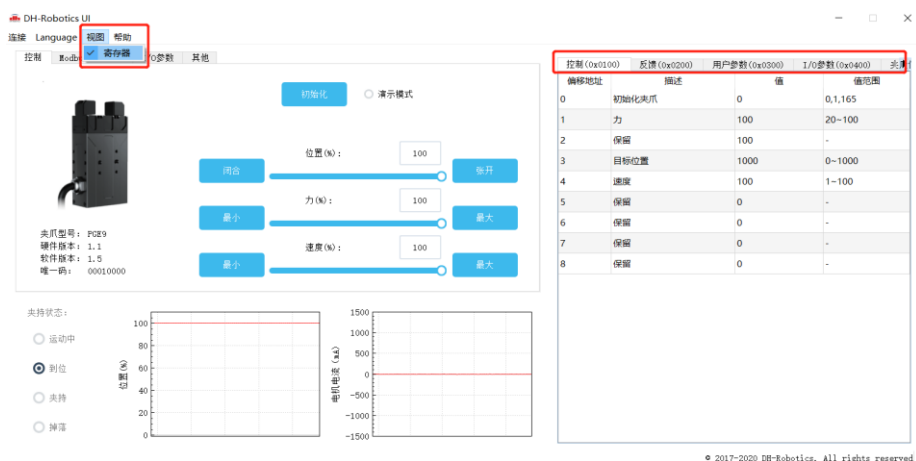 DH-Robotics UI
连接 Language 视图 帮助
寄存器
控制 I/O参数 其他
初始化 演示模式
位置(%): 100
闭合 张开
力(%): 100
最小 最大
速度(%): 100
最小 最大
夹爪型号: PGE9
硬件版本: 1.1
软件版本: 1.5
唯一码: 00010000
夹持状态:
运动中
到位
夹持
掉落
位置(%)
100
80
60
40
20
0
电机电流 (mA)
1500
1000
500
0
-500
-1000
-1500
控制(0x0100) 反馈(0x0200) 用户参数(0x0300) I/O参数(0x0400)
偏移地址 描述 值 值范围
0 初始化夹爪 0 0,1,165
1 力 100 20~100
2 保留 100 -
3 目标位置 1000 0~1000
4 速度 100 1~100
5 保留 0 -
6 保留 0 -
7 保留 0 -
8 保留 0 -
© 2017-2020 DH-Robotics. All rights reserved